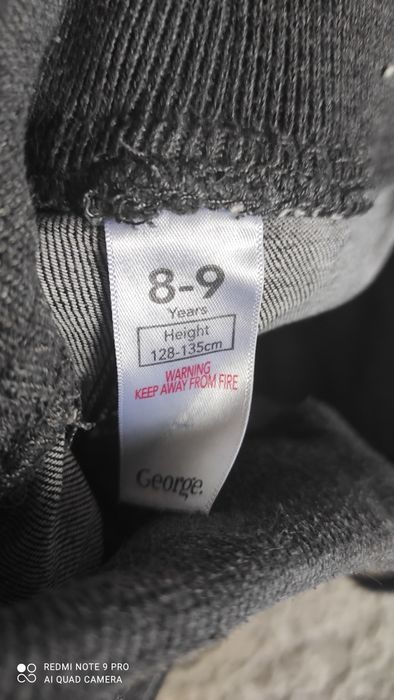 8-9
Years
Height
128-135cm
WARNING
KEEP AWAY FROM FIRE
George.
REDMI NOTE 9 PRO
AI QUAD CAMERA